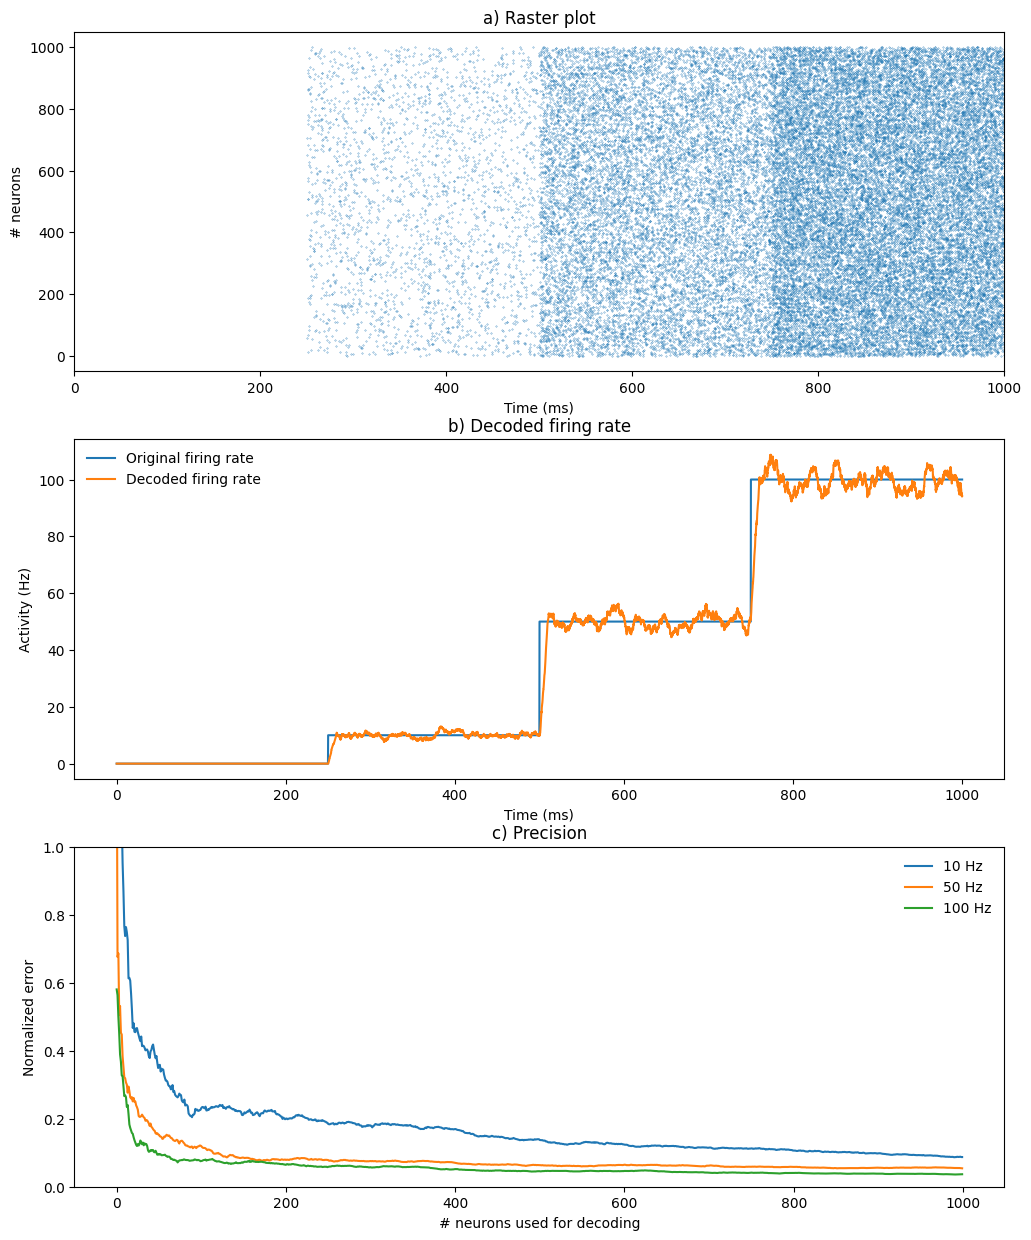 a) Raster plot
1000
800
600
400
200
0
# neurons
0 200 400 600 800 1000
Time (ms)
b) Decoded firing rate
Original firing rate
Decoded firing rate
100
80
60
40
20
0
Activity (Hz)
0 200 400 600 800 1000
Time (ms)
c) Precision
10 Hz
50 Hz
100 Hz
1.0
0.8
0.6
0.4
0.2
0.0
Normalized error
0 200 400 600 800 1000
# neurons used for decoding